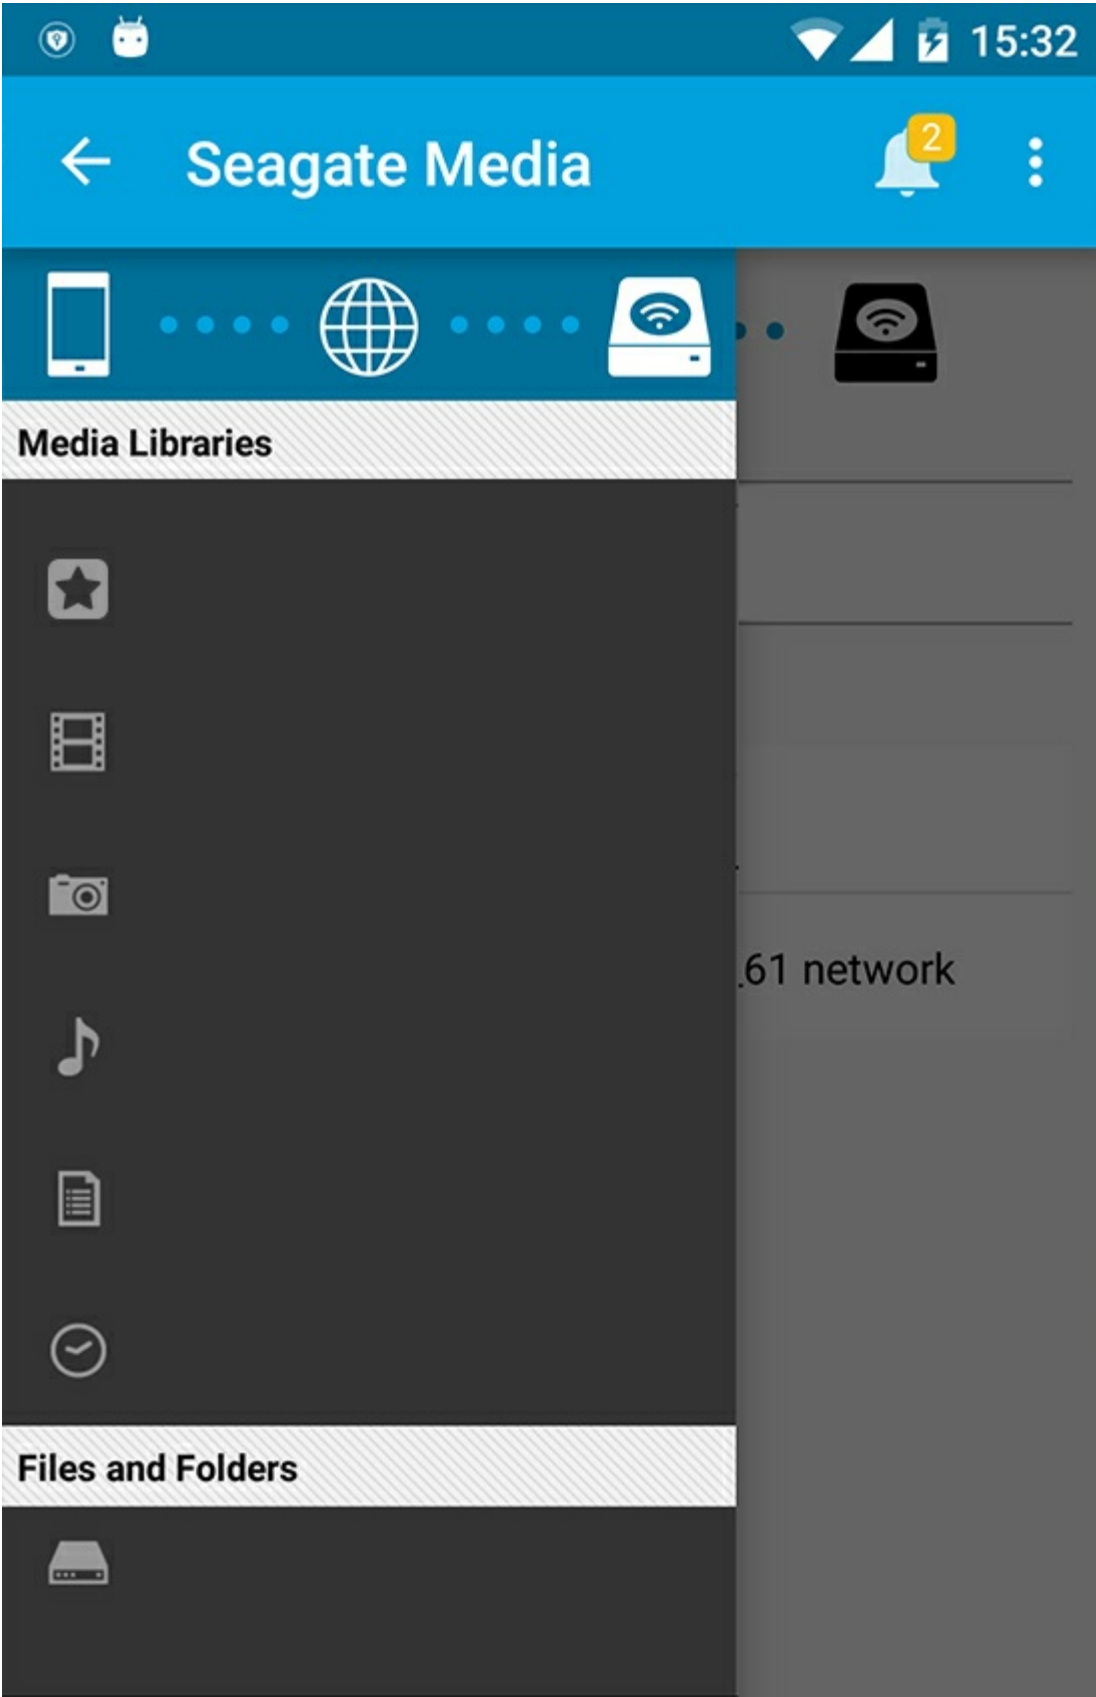 15:32
Seagate Media
2
Media Libraries
61 network
Files and Folders